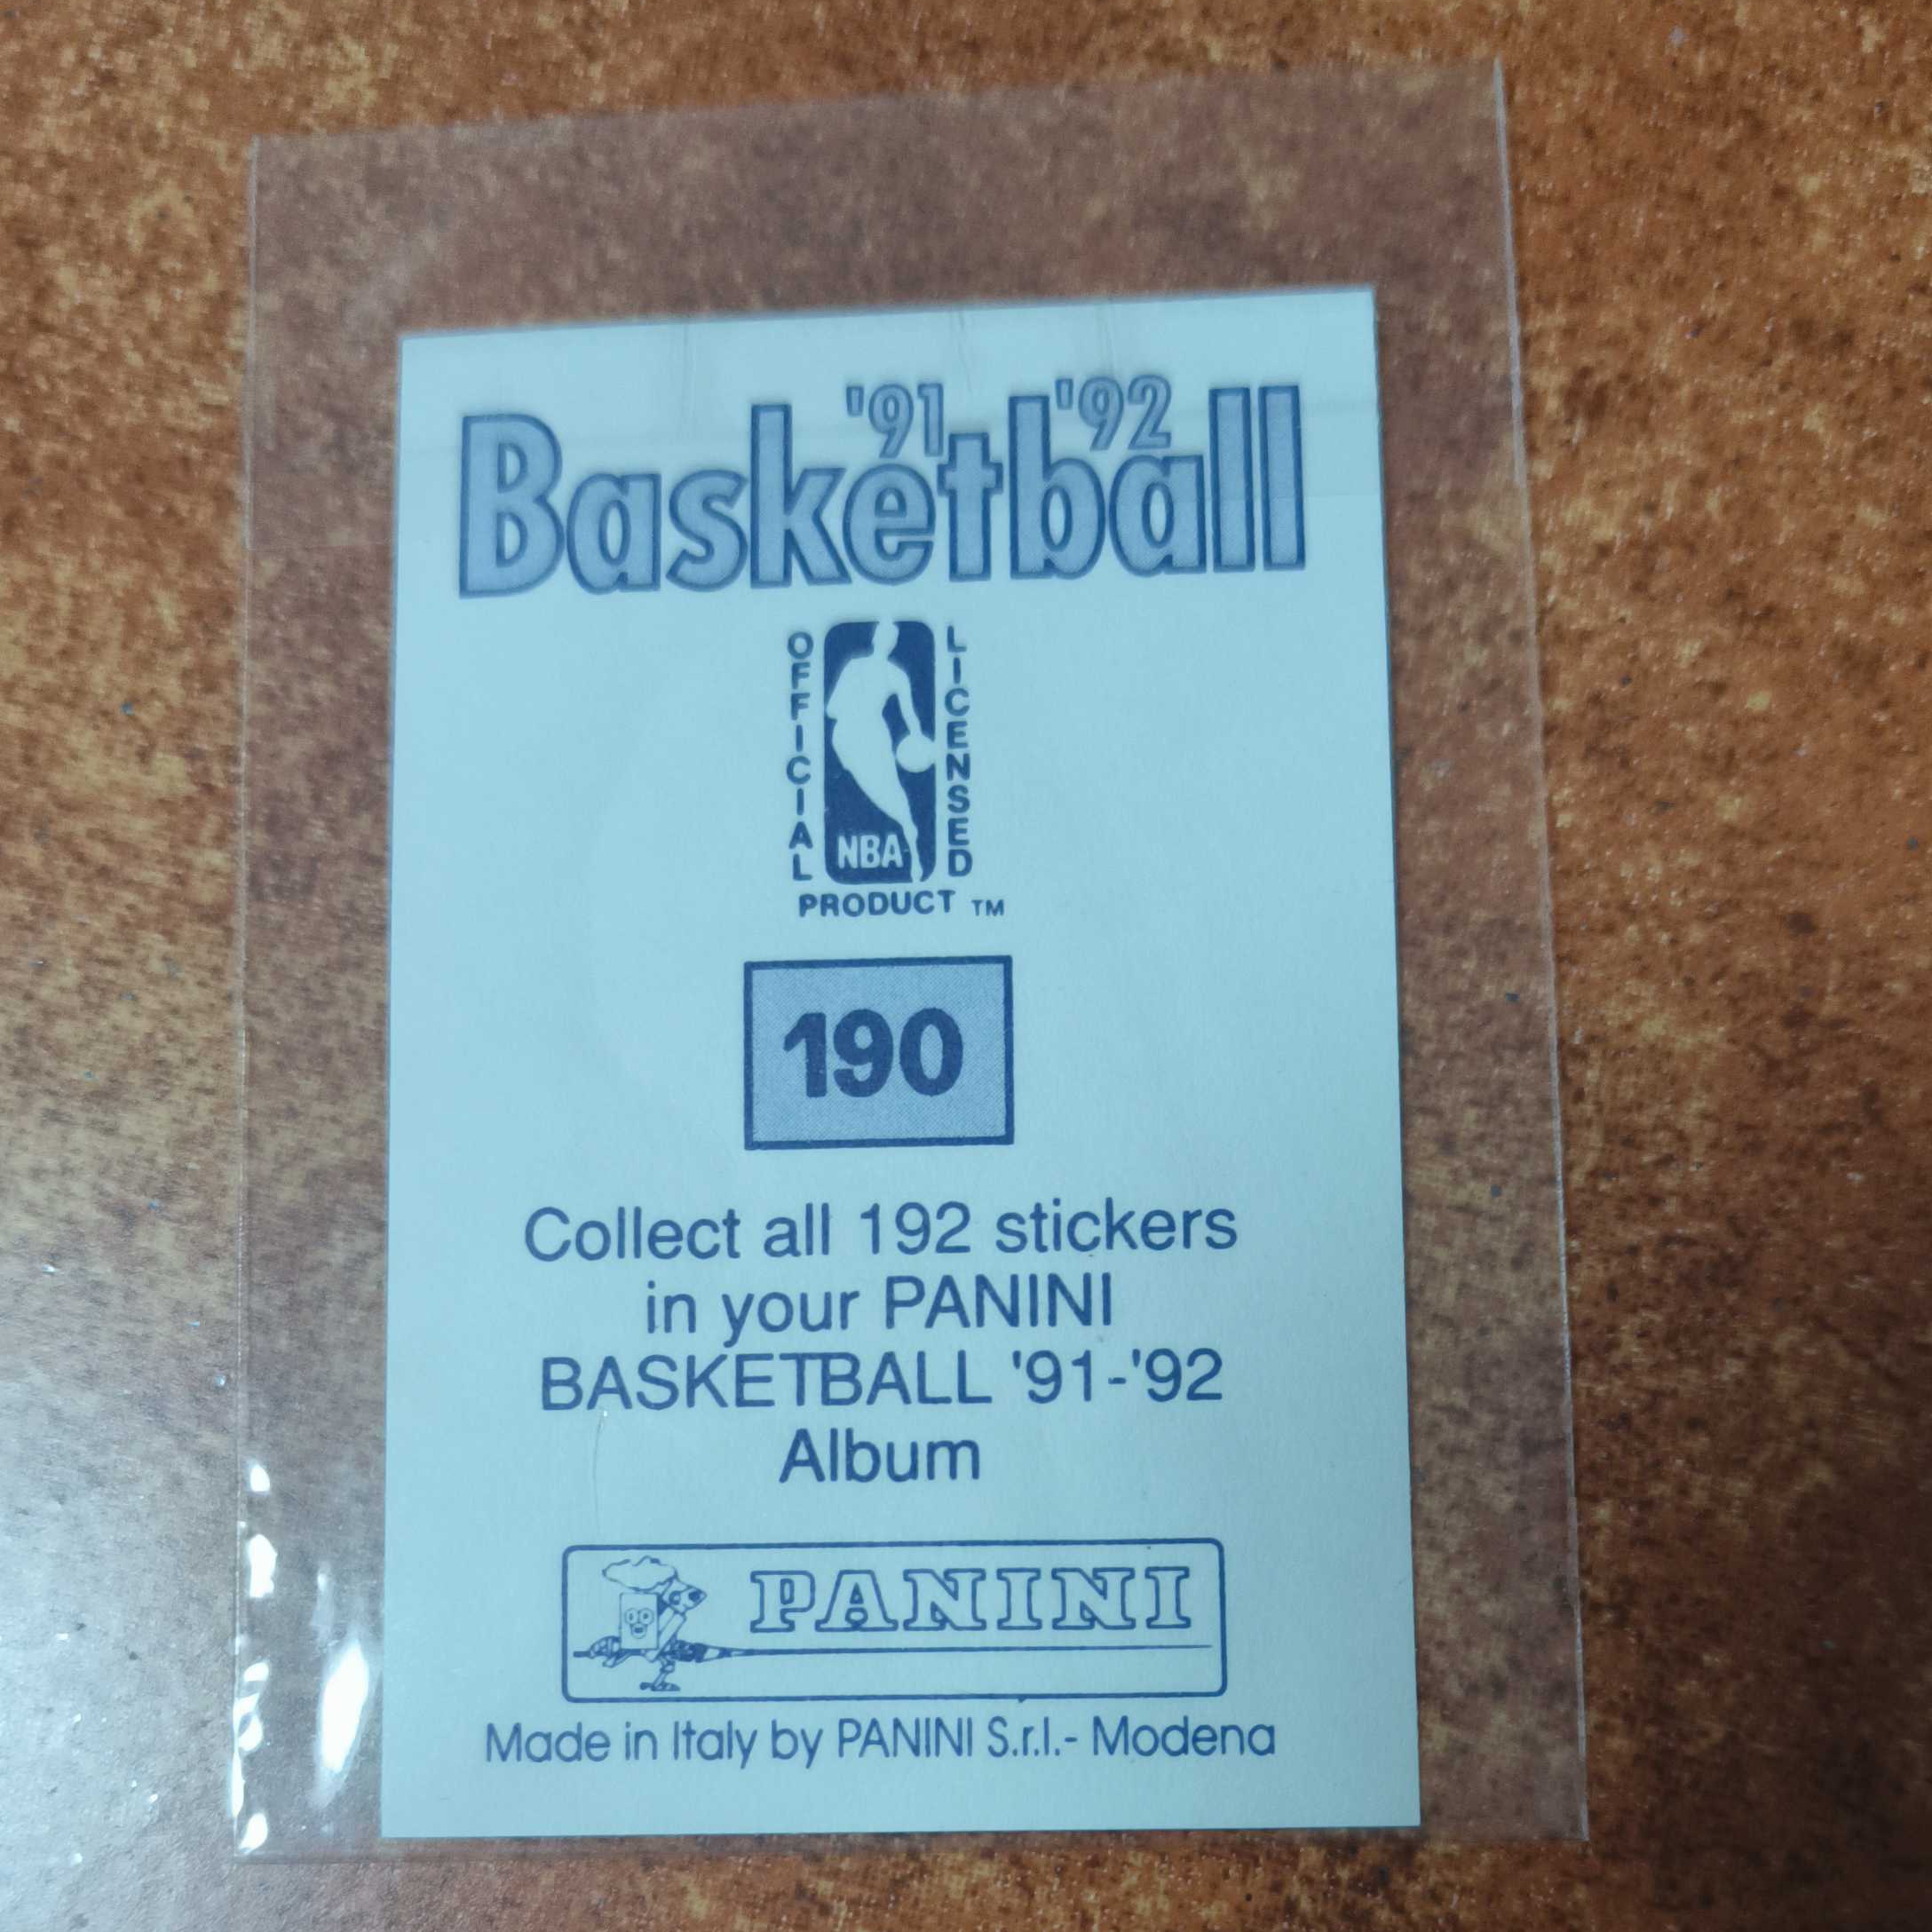 '91 '92
Basketball
OFFICIAL
LICENSED
NBA
PRODUCT TM
190
Collect all 192 stickers
in your PANINI
BASKETBALL '91-'92
Album
PANINI
Made in Italy by PANINI S.r.l.- Modena